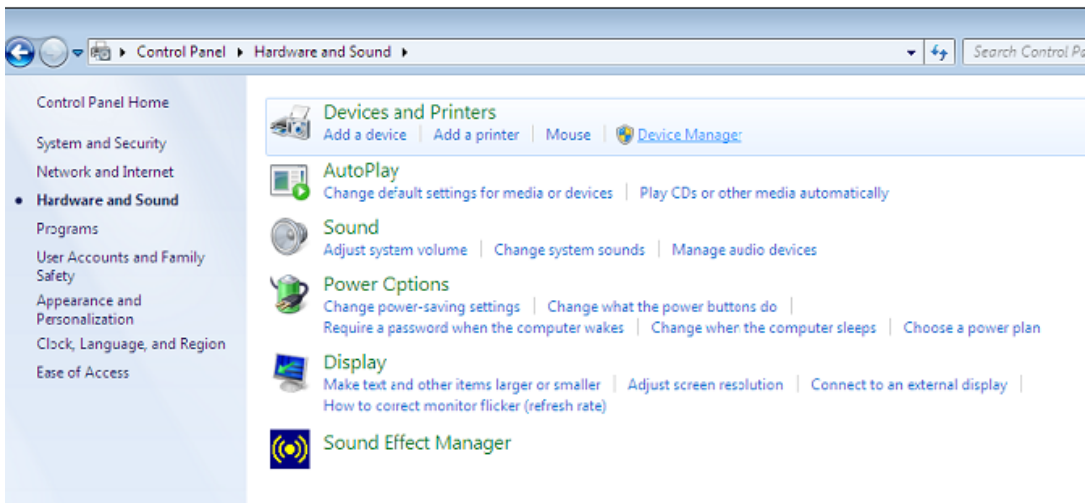 Control Panel Hardware and Sound
Search Control Pa
Control Panel Home
System and Security
Network and Internet
Hardware and Sound
Programs
User Accounts and Family
Safety
Appearance and
Personalization
Clock, Language, and Region
Ease of Access
Devices and Printers
Add a device Add a printer Mouse Device Manager
AutoPlay
Change default settings for media or devices Play CDs or other media automatically
Sound
Adjust system volume Change system sounds Manage audio devices
Power Options
Change power-saving settings Change what the power buttons do
Require a password when the computer wakes Change when the computer sleeps Choose a power plan
Display
Make text and other items larger or smaller Adjust screen resolution Connect to an external display
How to correct monitor flicker (refresh rate)
Sound Effect Manager